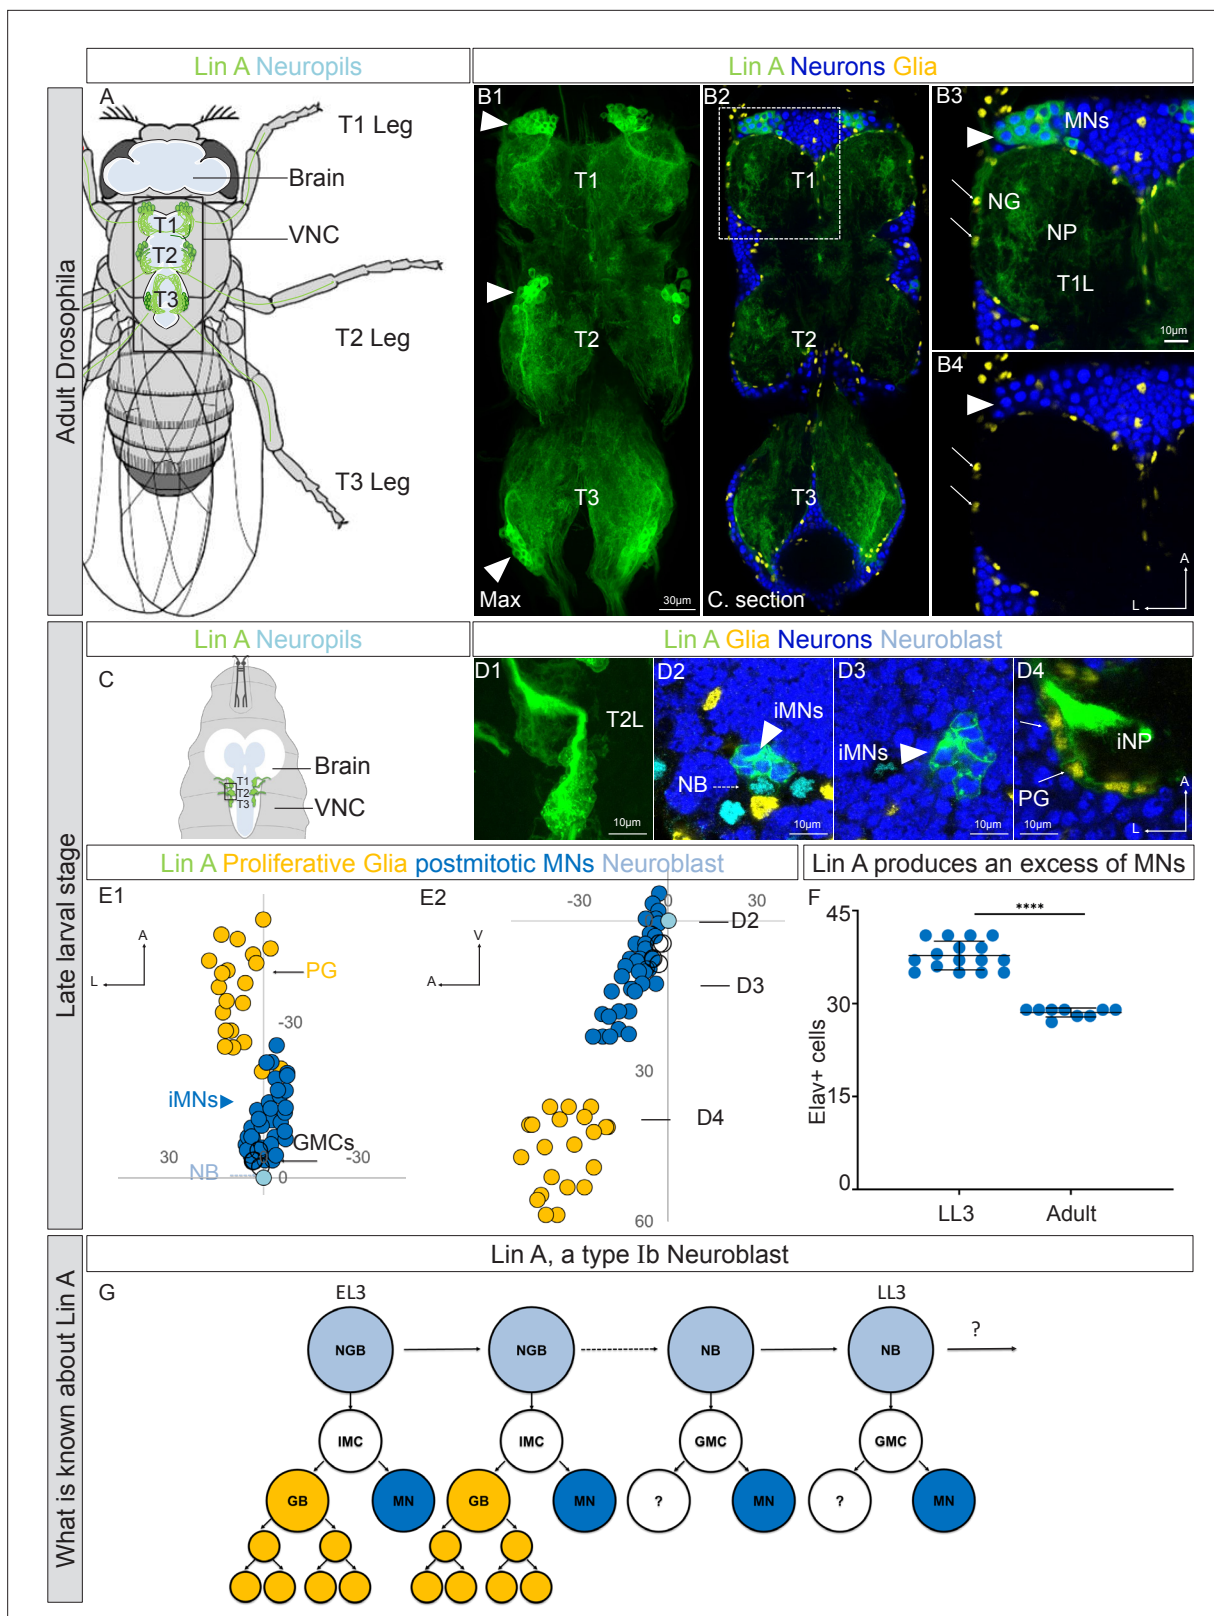 Lin A Neuropils
Lin A Neurons Glia
Adult Drosophila
A
T1 Leg
Brain
T1
VNC
T2
T3
T2 Leg
T3 Leg
B1
T1
T2
T3
Max
30µm
B2
T1
T2
T3
C. section
B3
MNs
NG
NP
T1L
10µm
B4
A
L
Late larval stage
Lin A Neuropils
Lin A Glia Neurons Neuroblast
C
Brain
T1
T2
T3
VNC
D1
T2L
10µm
D2
iMNs
NB
10µm
D3
iMNs
10µm
D4
iNP
PG
10µm
A
L
Lin A Proliferative Glia postmitotic MNs Neuroblast
Lin A produces an excess of MNs
E1
A
L
PG
-30
iMNs
GMCs
30
-30
NB
0
E2
V
A
-30
0
30
D2
D3
30
D4
60
F
****
45
30
15
0
Elav+ cells
LL3
Adult
What is known about Lin A
Lin A, a type Ib Neuroblast
G
EL3
LL3
NGB
NGB
NB
NB
?
IMC
IMC
GMC
GMC
GB
MN
GB
MN
?
MN
?
MN